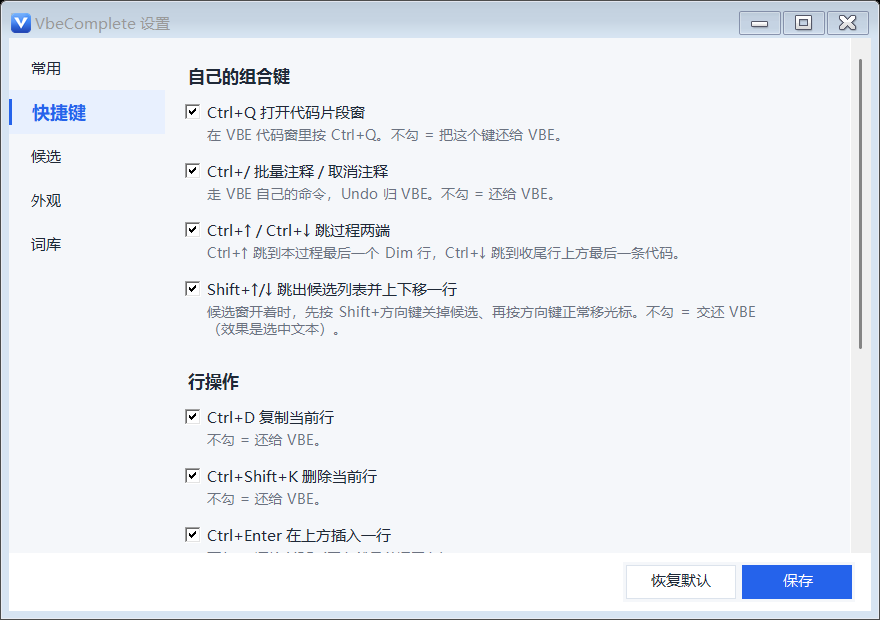 VbeComplete 设置
常用
快捷键
候选
外观
词库
自己的组合键
Ctrl+Q 打开代码片段窗
在 VBE 代码窗里按 Ctrl+Q。不勾 = 把这个键还给 VBE。
Ctrl+/ 批量注释 / 取消注释
走 VBE 自己的命令，Undo 归 VBE。不勾 = 还给 VBE。
Ctrl+↑ / Ctrl+↓ 跳过程两端
Ctrl+↑ 跳到本过程最后一个 Dim 行，Ctrl+↓ 跳到收尾行上方最后一条代码。
Shift+↑/↓ 跳出候选列表并上下移一行
候选窗开着时，先按 Shift+方向键关掉候选、再按方向键正常移光标。不勾 = 交还 VBE
（效果是选中文本）。
行操作
Ctrl+D 复制当前行
不勾 = 还给 VBE。
Ctrl+Shift+K 删除当前行
不勾 = 还给 VBE。
Ctrl+Enter 在上方插入一行
恢复默认
保存